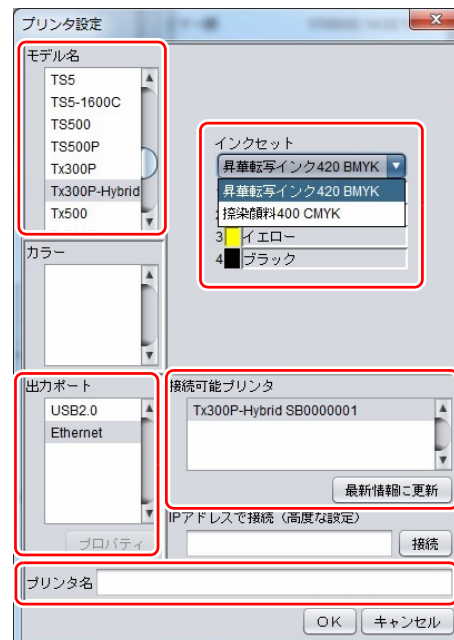 プリンタ設定
モデル名
TS5
TS5-1600C
TS500
TS500P
Tx300P
Tx300P-Hybrid
Tx500
インクセット
昇華転写インク420 BMYK
昇華転写インク420 BMYK
捺染顔料400 CMYK
3 イエロー
4 ブラック
カラー
出力ポート
USB2.0
Ethernet
プロパティ
接続可能プリンタ
Tx300P-Hybrid SB0000001
最新情報に更新
IPアドレスで接続（高度な設定）
接続
プリンタ名
OK キャンセル